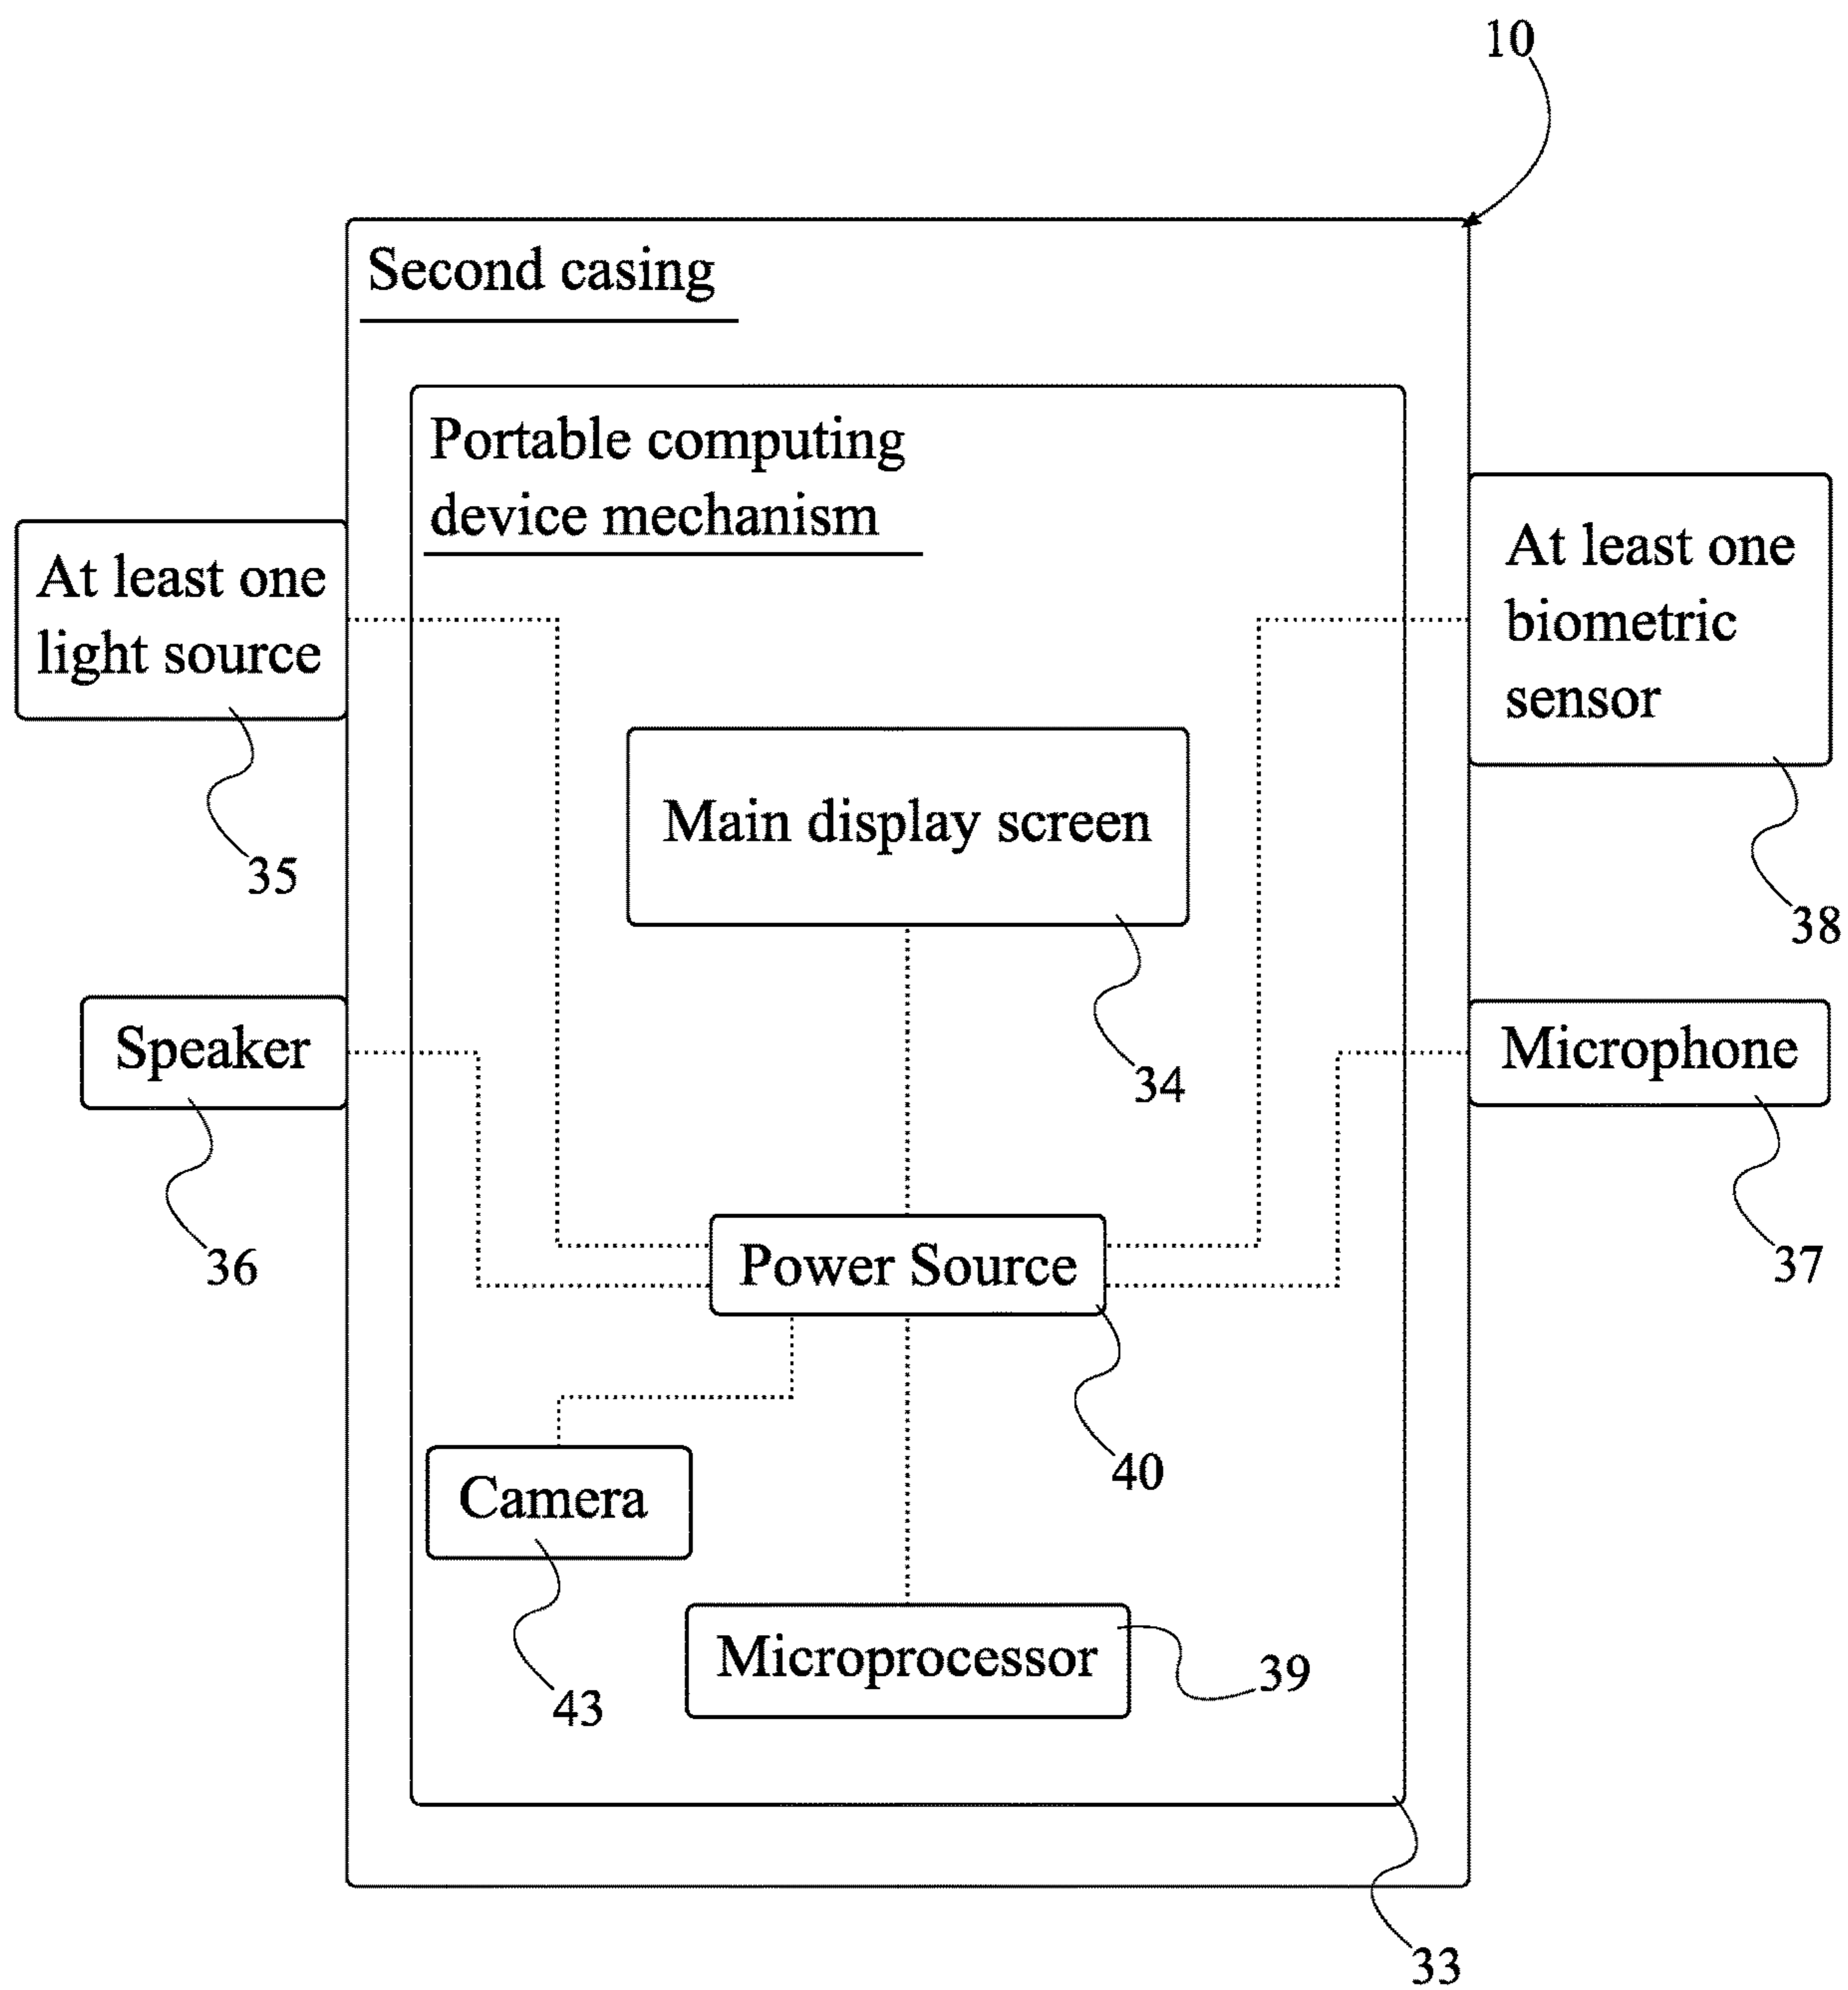 10
Second casing
Portable computing
device mechanism
At least one
light source
35
At least one
biometric
sensor
38
Main display screen
34
Speaker
36
Microphone
37
Power Source
40
Camera
43
Microprocessor
39
33